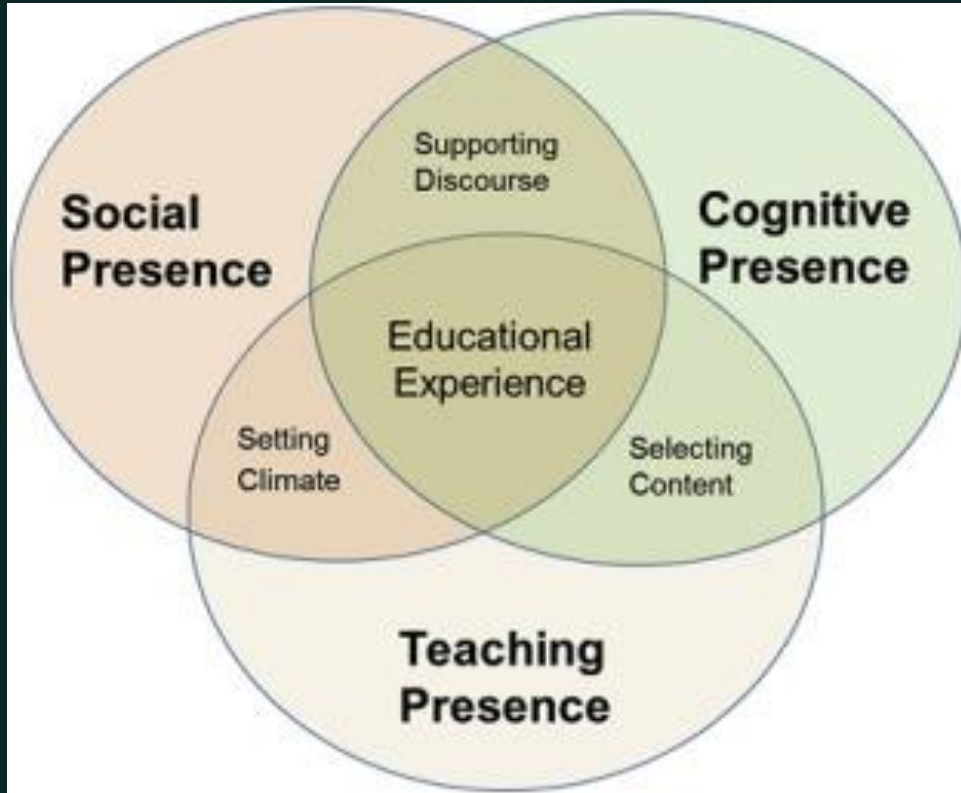 Supporting
Discourse
Social
Presence
Cognitive
Presence
Educational
Experience
Setting
Climate
Selecting
Content
Teaching
Presence